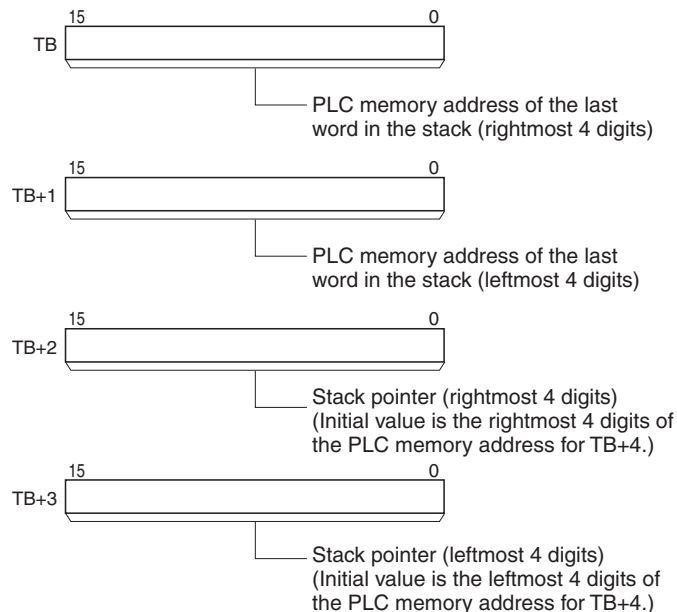 15 0
TB
PLC memory address of the last
word in the stack (rightmost 4 digits)
15 0
TB+1
PLC memory address of the last
word in the stack (leftmost 4 digits)
15 0
TB+2
Stack pointer (rightmost 4 digits)
(Initial value is the rightmost 4 digits of
the PLC memory address for TB+4.)
15 0
TB+3
Stack pointer (leftmost 4 digits)
(Initial value is the leftmost 4 digits of
the PLC memory address for TB+4.)